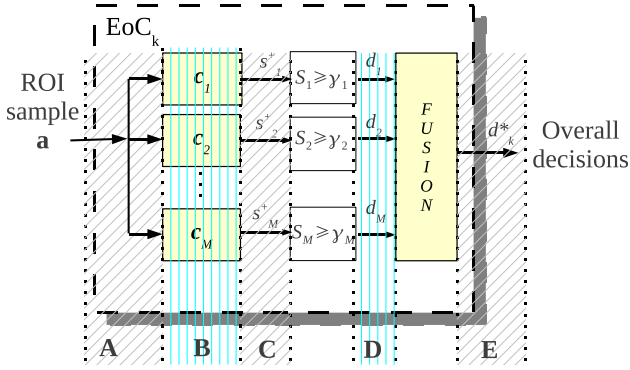 EoC_k
ROI
sample
a
c_1
c_2
c_M
s^+_1
s^+_2
s^+_M
S_1⩾γ_1
S_2⩾γ_2
S_M⩾γ_M
d_1
d_2
d_M
FUSION
d*_k
Overall
decisions
A B C D E